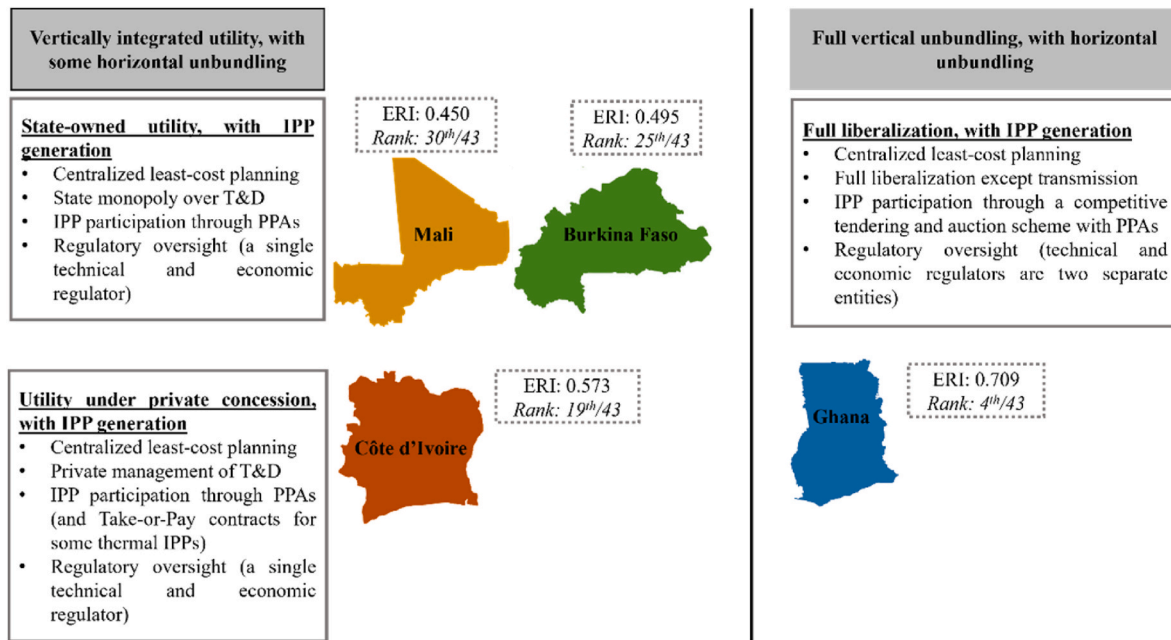 Vertically integrated utility, with
some horizontal unbundling
State-owned utility, with IPP
generation
• Centralized least-cost planning
• State monopoly over T&D
• IPP participation through PPAs
• Regulatory oversight (a single
technical and economic
regulator)
ERI: 0.450
Rank: 30th/43
Mali
ERI: 0.495
Rank: 25th/43
Burkina Faso
Utility under private concession,
with IPP generation
• Centralized least-cost planning
• Private management of T&D
• IPP participation through PPAs
(and Take-or-Pay contracts for
some thermal IPPs)
• Regulatory oversight (a single
technical and economic
regulator)
Côte d'Ivoire
ERI: 0.573
Rank: 19th/43
Full vertical unbundling, with horizontal
unbundling
Full liberalization, with IPP generation
• Centralized least-cost planning
• Full liberalization except transmission
• IPP participation through a competitive
tendering and auction scheme with PPAs
• Regulatory oversight (technical and
economic regulators are two separate
entities)
Ghana
ERI: 0.709
Rank: 4th/43